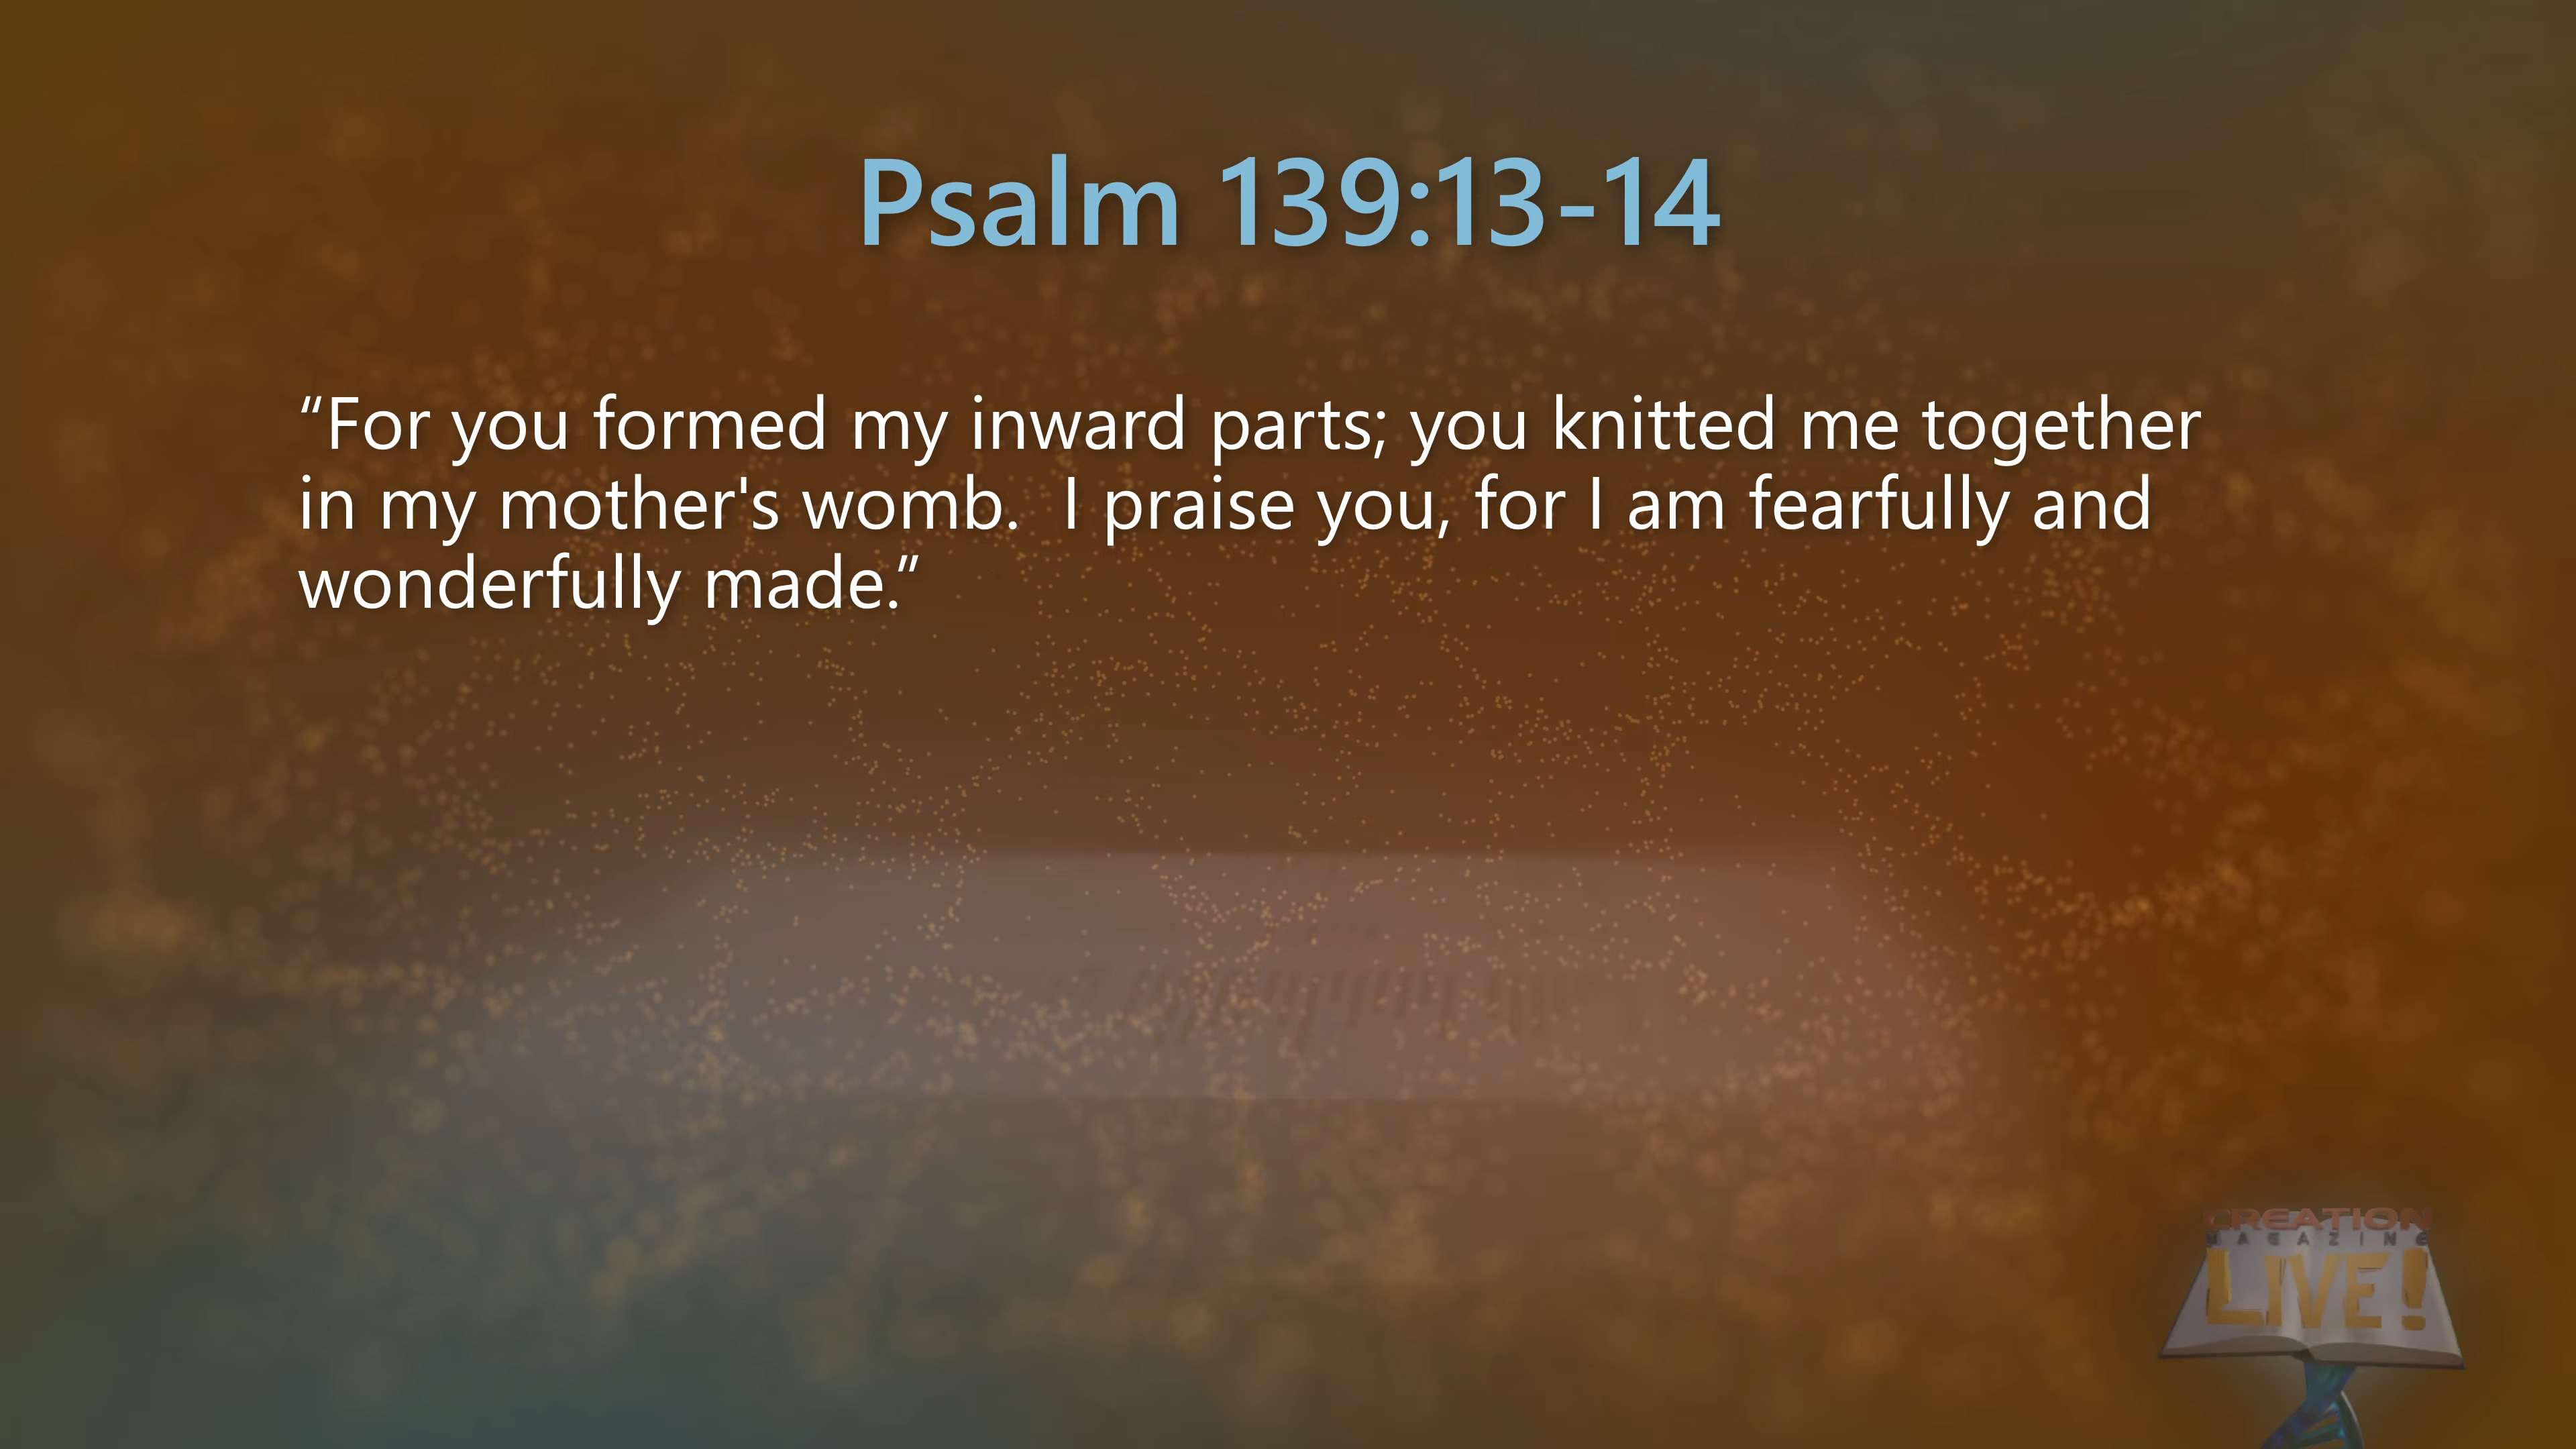 Psalm 139:13-14
“For you formed my inward parts; you knitted me together
in my mother's womb.  I praise you, for I am fearfully and
wonderfully made.”
CREATION
MAGAZINE
LIVE!